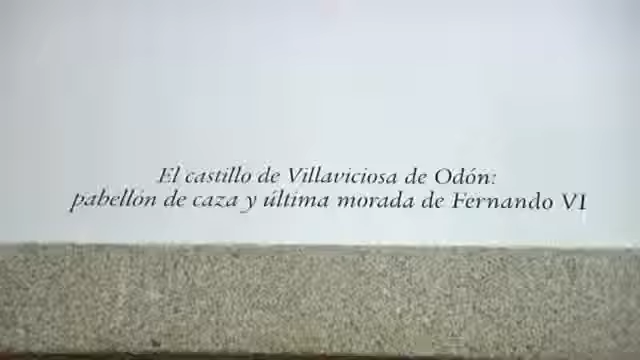 El castillo de Villaviciosa de Odón:
pabellón de caza y última morada de Fernando VI